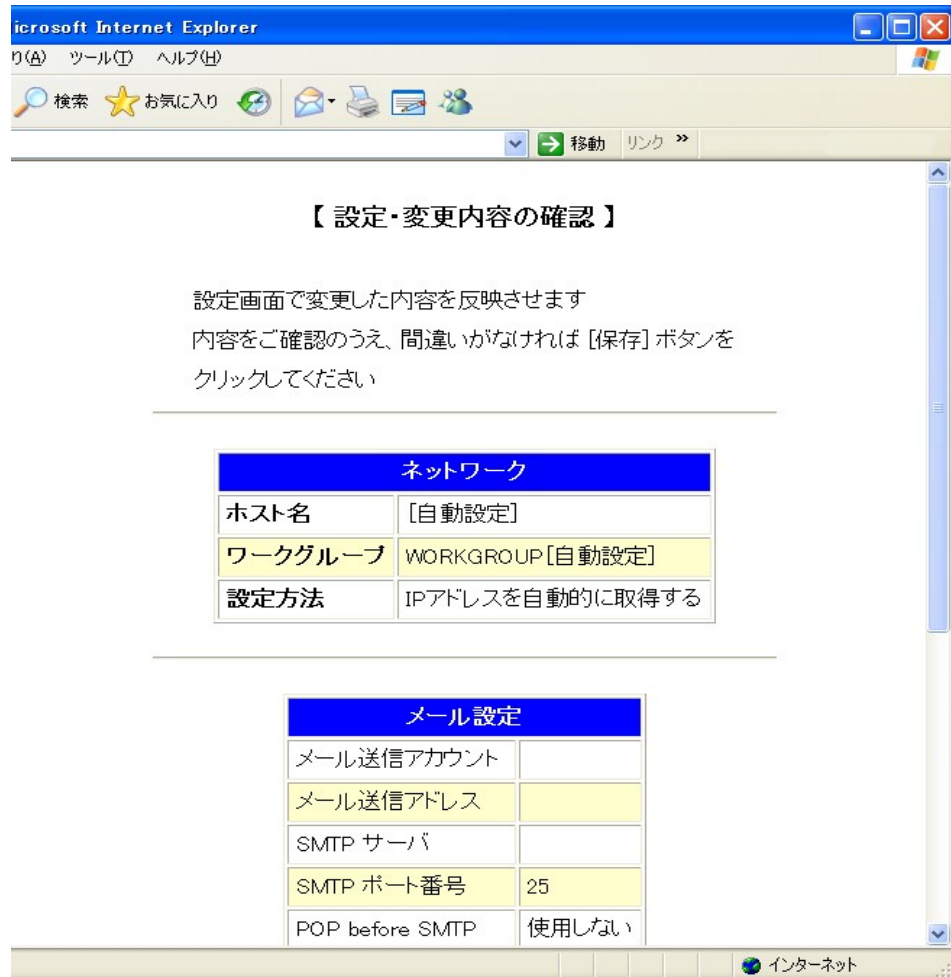 icrosoft Internet Explorer
り(A) ツール(T) ヘルプ(H)
検索 お気に入り
移動 リンク »
【 設定・変更内容の確認 】
設定画面で変更した内容を反映させます
内容をご確認のうえ、間違いがなければ [保存] ボタンを
クリックしてください
ネットワーク
ホスト名 [自動設定]
ワークグループ WORKGROUP[自動設定]
設定方法 IPアドレスを自動的に取得する
メール設定
メール送信アカウント
メール送信アドレス
SMTP サーバ
SMTP ポート番号 25
POP before SMTP 使用しない
インターネット